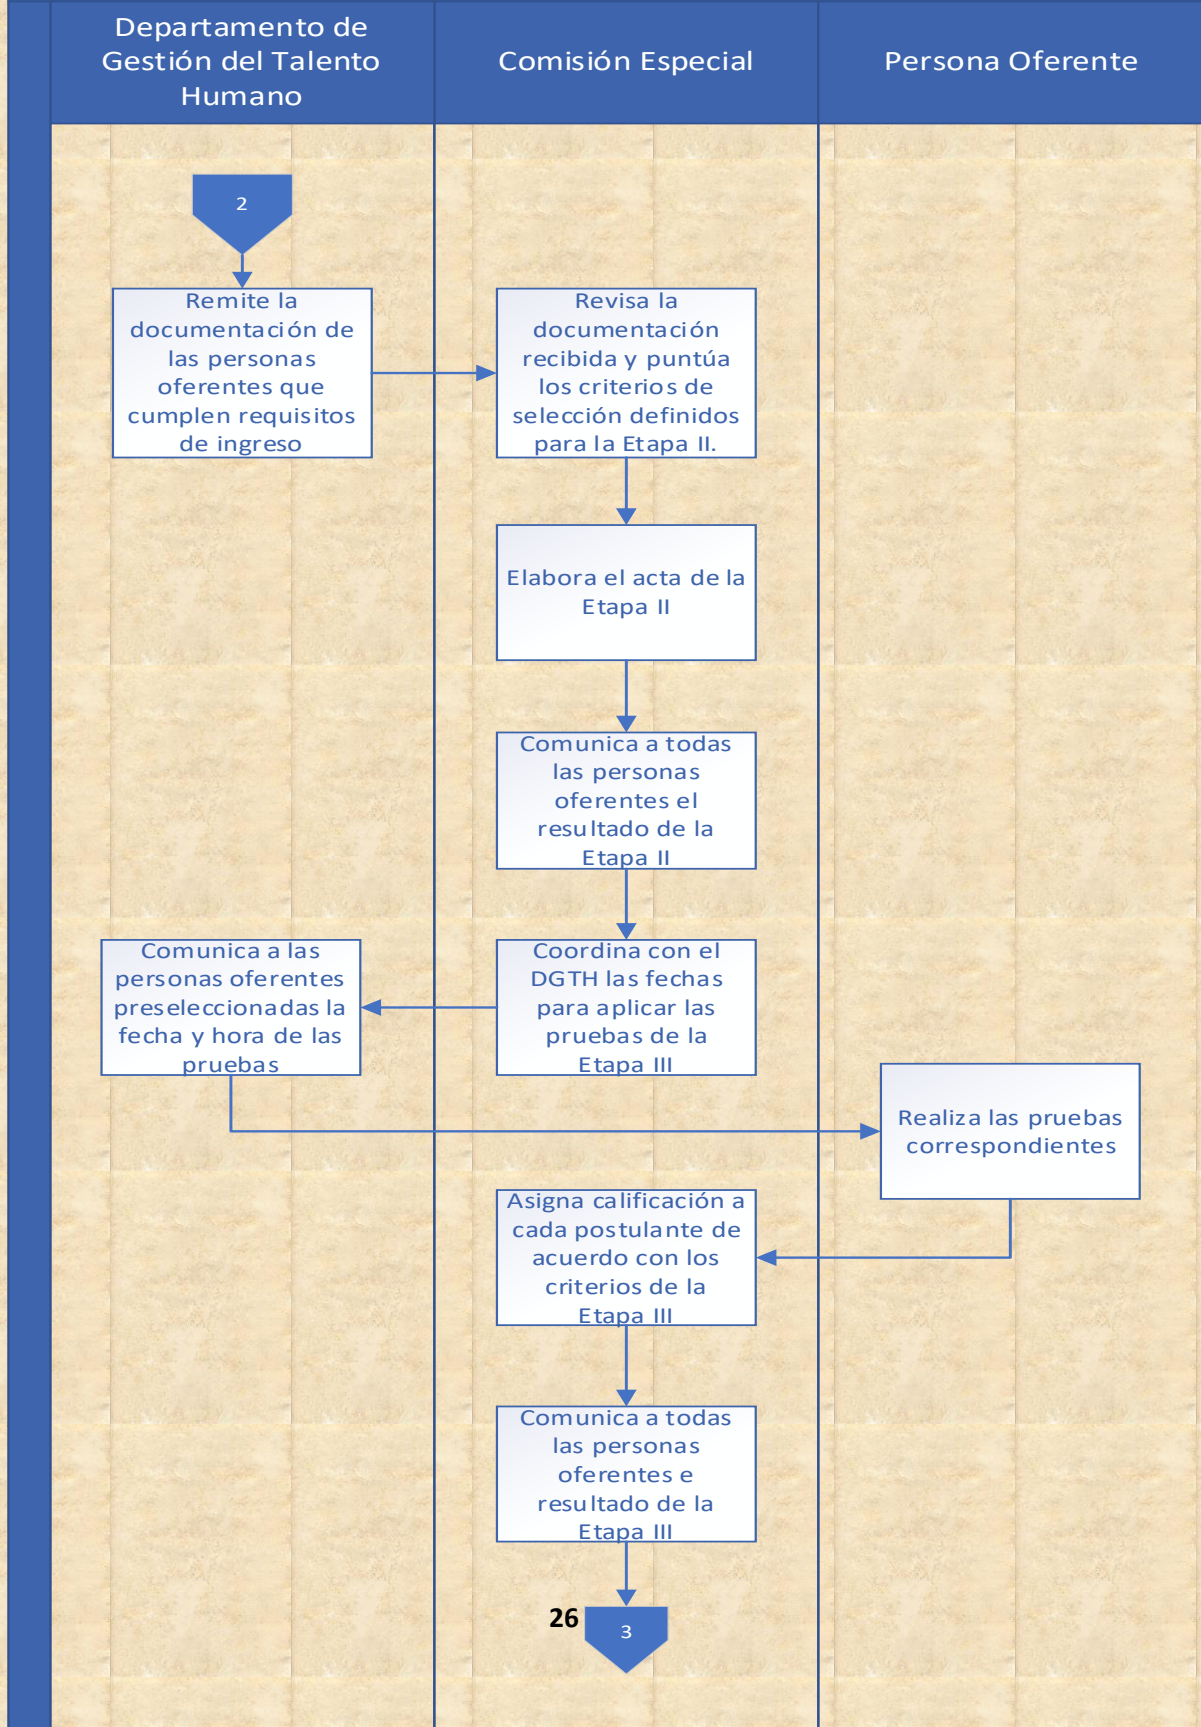 Departamento de
Gestión del Talento
Humano
Comisión Especial
Persona Oferente
2
Remite la
documentación de
las personas
oferentes que
cumplen requisitos
de ingreso
Revisa la
documentación
recibida y puntúa
los criterios de
selección definidos
para la Etapa II.
Elabora el acta de la
Etapa II
Comunica a todas
las personas
oferentes el
resultado de la
Etapa II
Coordina con el
DGTH las fechas
para aplicar las
pruebas de la
Etapa III
Comunica a las
personas oferentes
preseleccionadas la
fecha y hora de las
pruebas
Realiza las pruebas
correspondientes
Asigna calificación a
cada postulante de
acuerdo con los
criterios de la
Etapa III
Comunica a todas
las personas
oferentes e
resultado de la
Etapa III
26
3